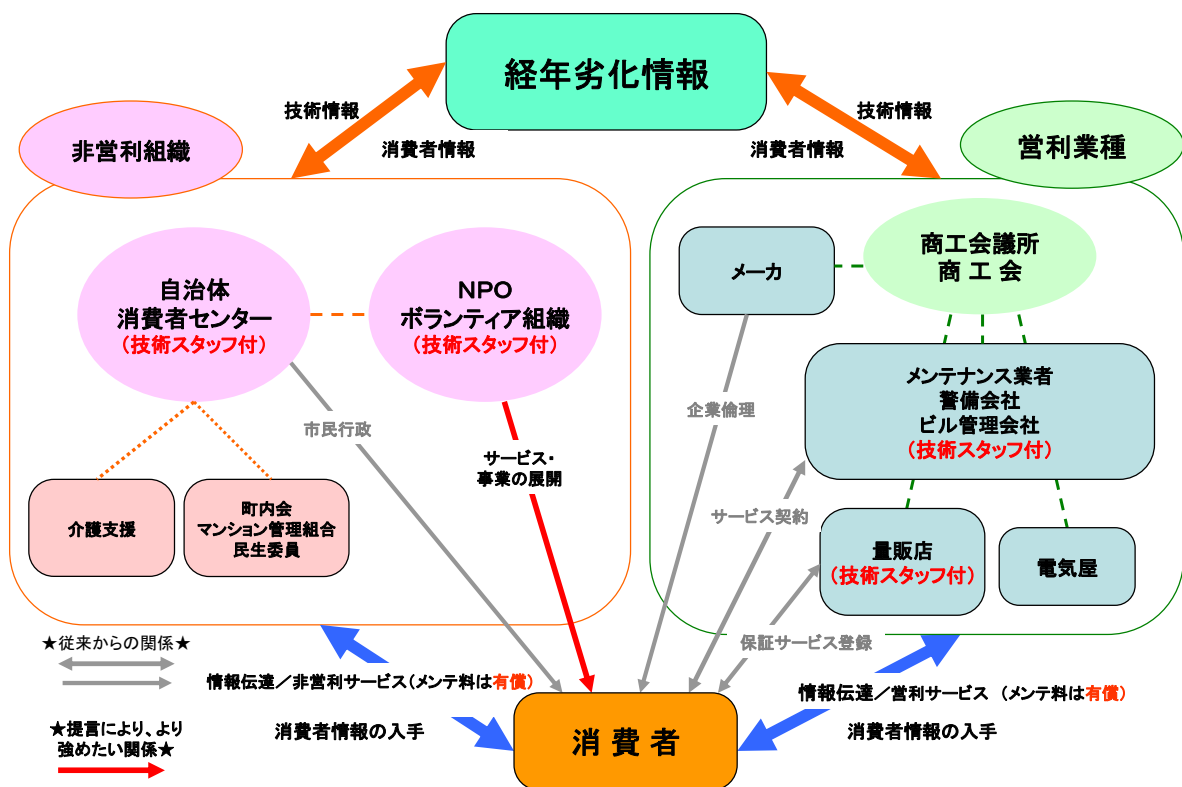 経年劣化情報
技術情報
消費者情報
技術情報
消費者情報
非営利組織
営利業種
自治体
消費者センター
(技術スタッフ付)
NPO
ボランティア組織
(技術スタッフ付)
メーカ
商工会議所
商 工 会
市民行政
サービス・
事業の展開
企業倫理
メンテナンス業者
警備会社
ビル管理会社
(技術スタッフ付)
介護支援
町内会
マンション管理組合
民生委員
サービス契約
量販店
(技術スタッフ付)
電気屋
★従来からの関係★
保証サービス登録
情報伝達/非営利サービス(メンテ料は有償)
消費者情報の入手
情報伝達/営利サービス (メンテ料は有償)
消費者情報の入手
★提言により、より
強めたい関係★
消 費 者